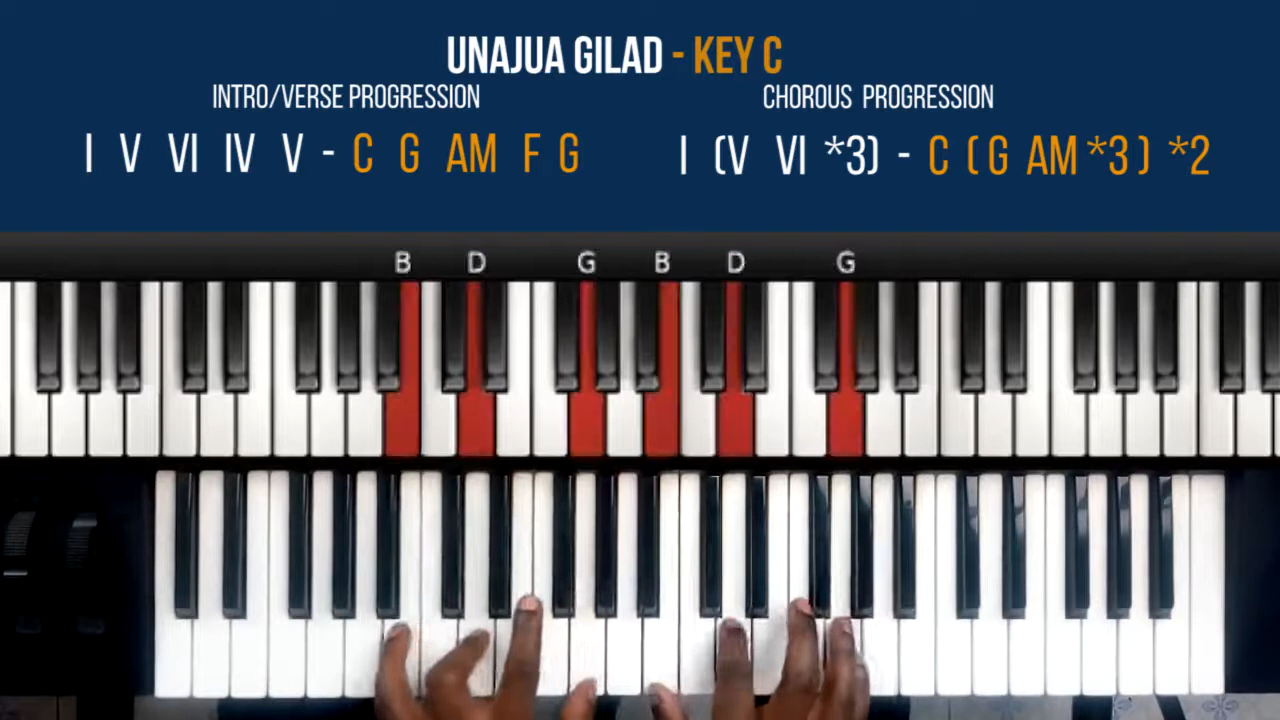 UNAJUA GILAD - KEY C
INTRO/VERSE PROGRESSION
I V VI IV V - C G AM F G
CHOROUS PROGRESSION
I (V VI *3) - C ( G AM *3 ) *2
B D G B D G